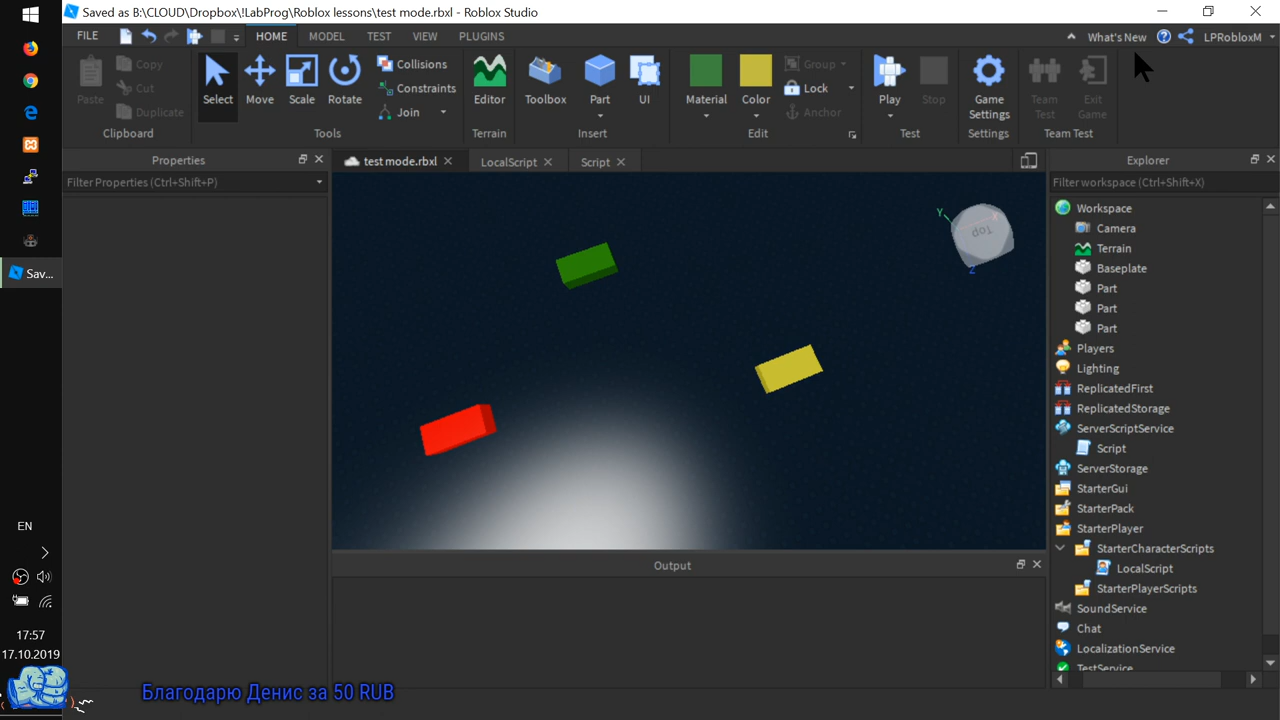 Saved as B:\CLOUD\Dropbox\!LabProg\Roblox lessons\test mode.rbxl - Roblox Studio
FILE HOME MODEL TEST VIEW PLUGINS What's New LPRobloxM
Paste Copy Cut Duplicate Select Move Scale Rotate Collisions Constraints Join Editor Toolbox Part UI Material Color Group Lock Anchor Play Stop Game Settings Team Test Exit Game
Clipboard Tools Terrain Insert Edit Test Settings Team Test
Properties
Filter Properties (Ctrl+Shift+P)
test mode.rbxl LocalScript Script
Y
Top
Z
Explorer
Filter workspace (Ctrl+Shift+X)
Workspace
Camera
Terrain
Baseplate
Part
Part
Part
Players
Lighting
ReplicatedFirst
ReplicatedStorage
ServerScriptService
Script
ServerStorage
StarterGui
StarterPack
StarterPlayer
StarterCharacterScripts
LocalScript
StarterPlayerScripts
SoundService
Chat
LocalizationService
TestService
Output
Sav...
EN
17:57
17.10.2019
Благодарю Денис за 50 RUB